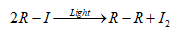 2R – I —Light→ R – R + I₂